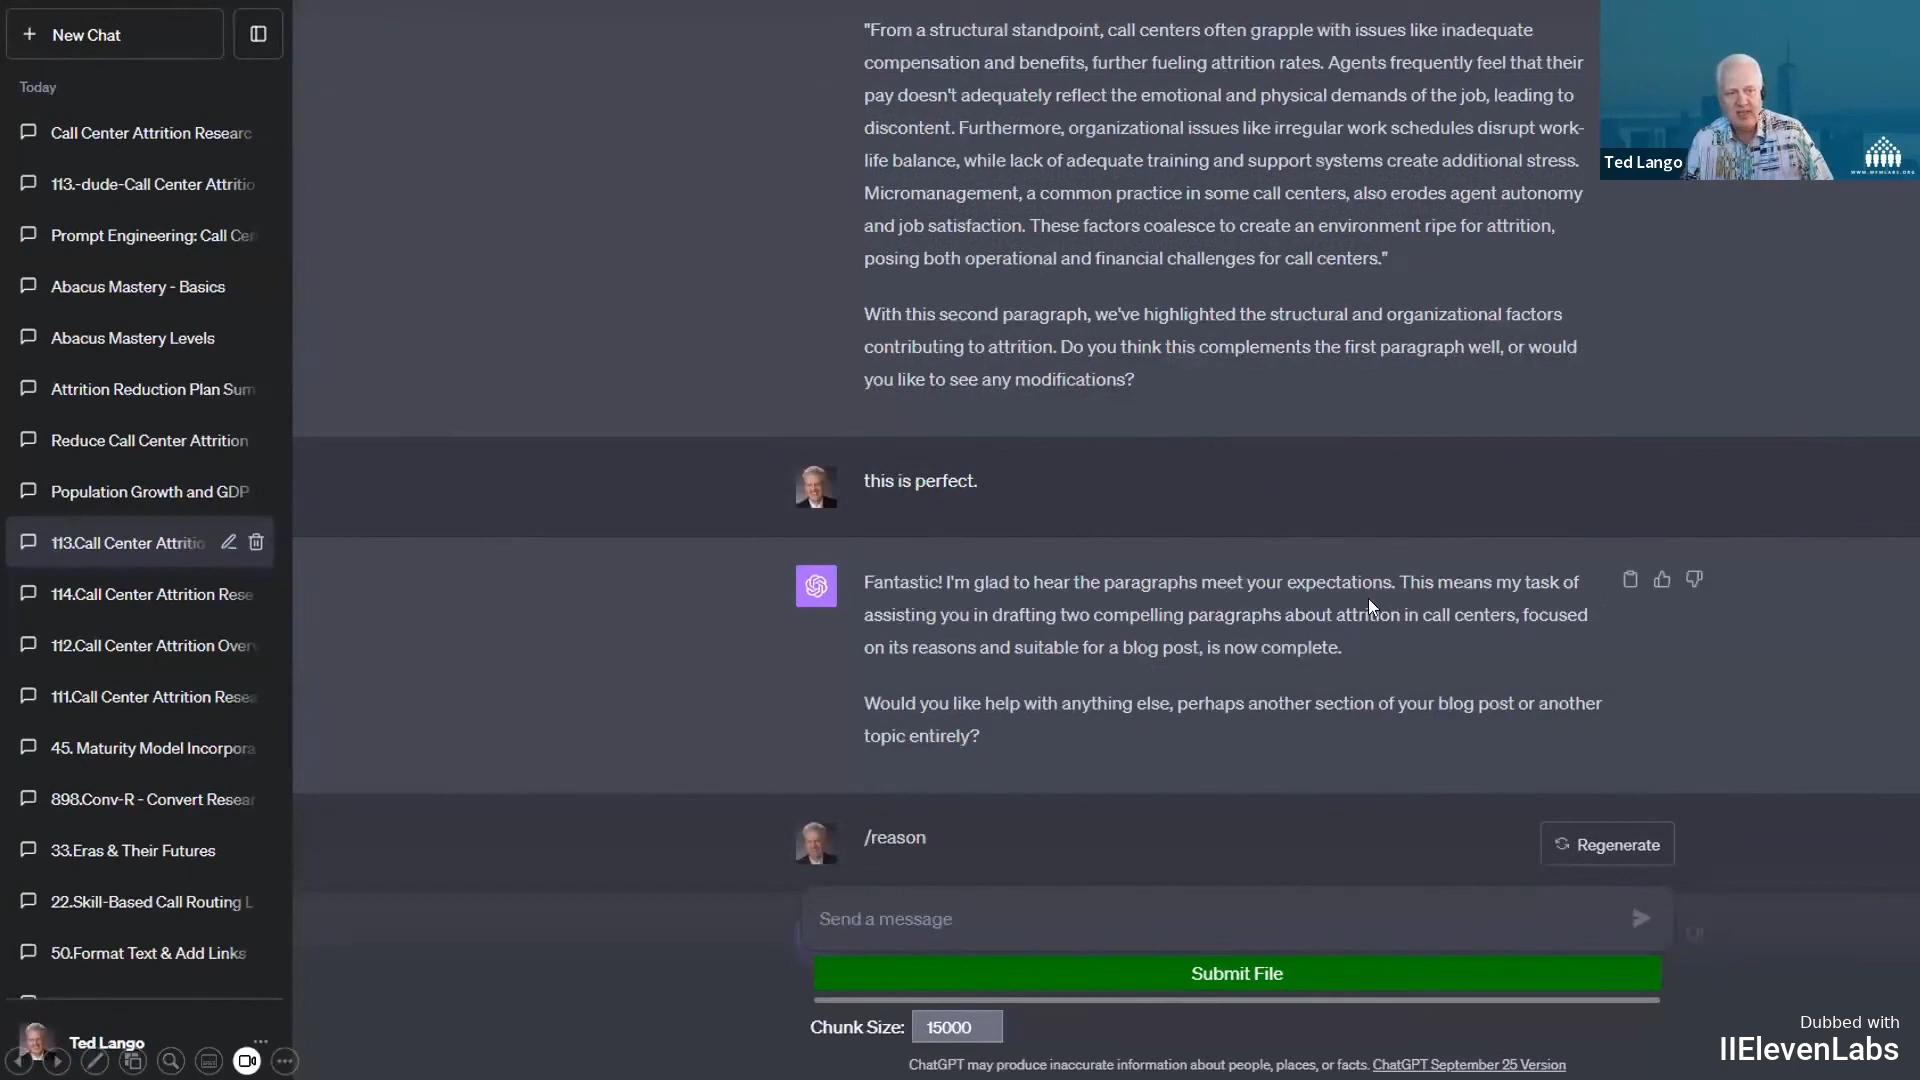 New Chat
Today
Call Center Attrition Researc
113.-dude-Call Center Attritio
Prompt Engineering: Call Cen
Abacus Mastery - Basics
Abacus Mastery Levels
Attrition Reduction Plan Sum
Reduce Call Center Attrition
Population Growth and GDP
113.Call Center Attritio
114.Call Center Attrition Rese
112.Call Center Attrition Over
111.Call Center Attrition Resea
45. Maturity Model Incorpora
898.Conv-R - Convert Resear
33.Eras & Their Futures
22.Skill-Based Call Routing L
50.Format Text & Add Links
Ted Lango
"From a structural standpoint, call centers often grapple with issues like inadequate
compensation and benefits, further fueling attrition rates. Agents frequently feel that their
pay doesn't adequately reflect the emotional and physical demands of the job, leading to
discontent. Furthermore, organizational issues like irregular work schedules disrupt work-
life balance, while lack of adequate training and support systems create additional stress.
Micromanagement, a common practice in some call centers, also erodes agent autonomy
and job satisfaction. These factors coalesce to create an environment ripe for attrition,
posing both operational and financial challenges for call centers."
With this second paragraph, we've highlighted the structural and organizational factors
contributing to attrition. Do you think this complements the first paragraph well, or would
you like to see any modifications?
this is perfect.
Fantastic! I'm glad to hear the paragraphs meet your expectations. This means my task of
assisting you in drafting two compelling paragraphs about attrition in call centers, focused
on its reasons and suitable for a blog post, is now complete.
Would you like help with anything else, perhaps another section of your blog post or another
topic entirely?
/reason
Regenerate
Send a message
Submit File
Chunk Size: 15000
ChatGPT may produce inaccurate information about people, places, or facts. ChatGPT September 25 Version
Ted Lango
WWW.WFMLABS.ORG
Dubbed with
IIElevenLabs